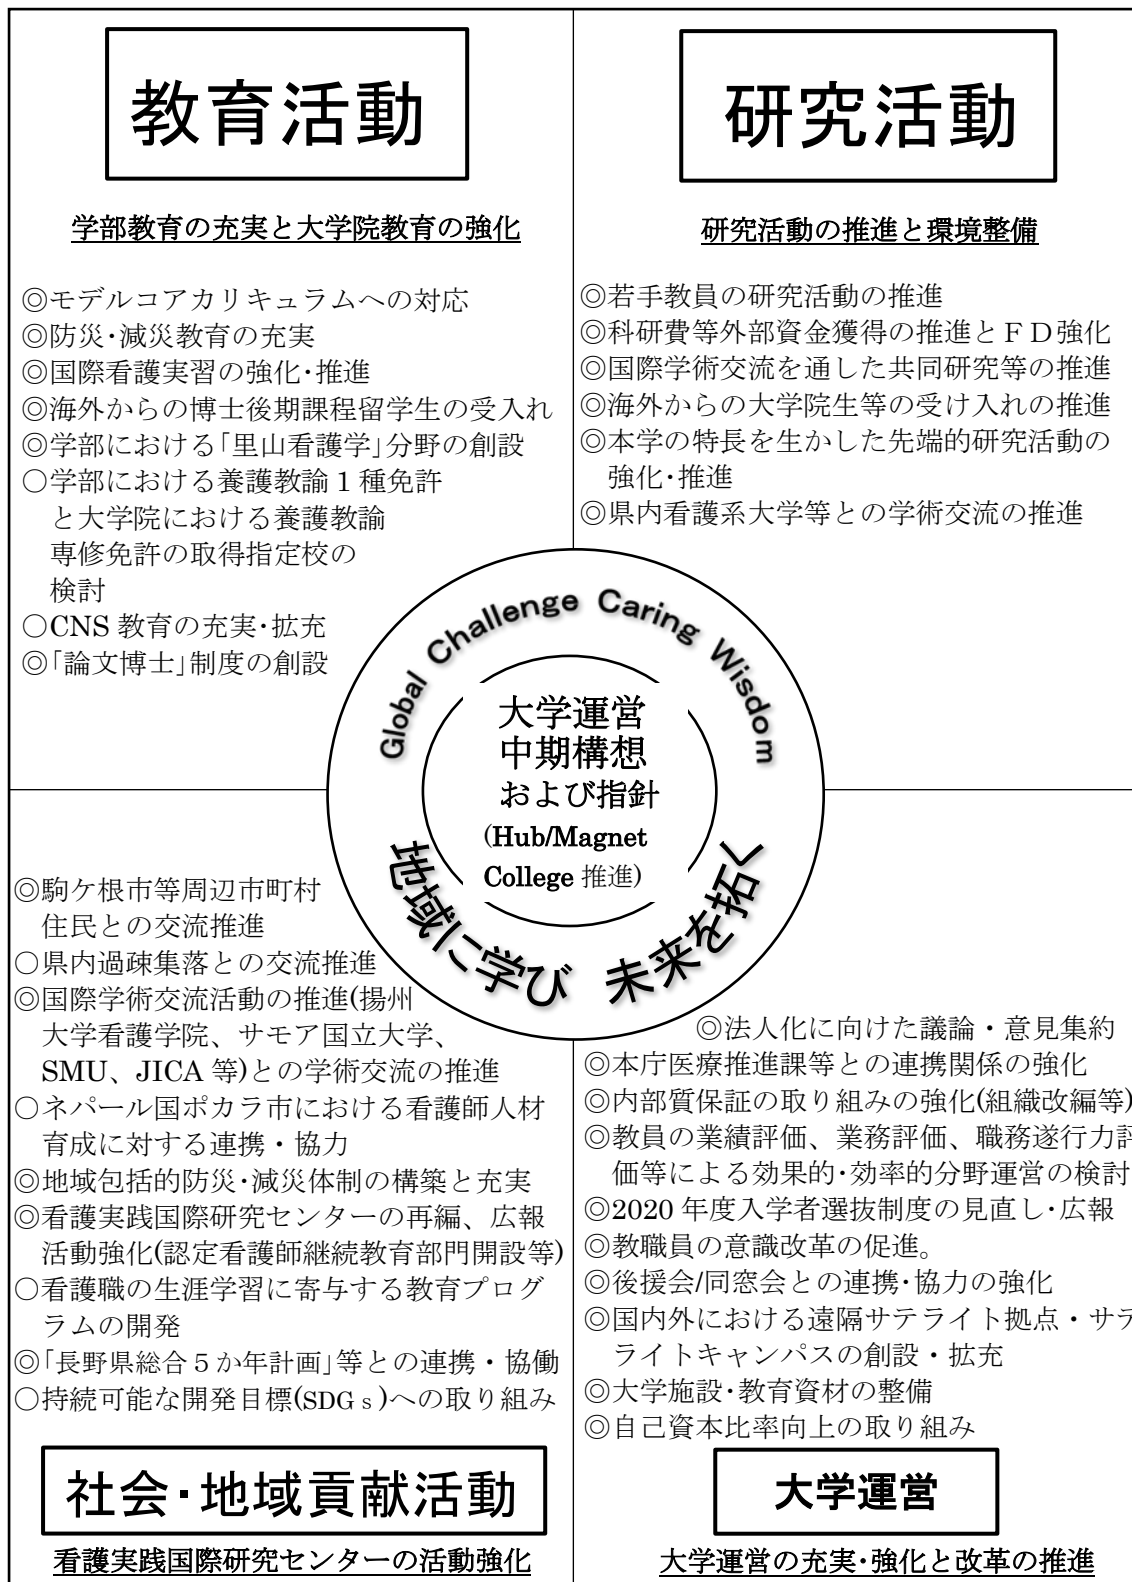 教育活動
学部教育の充実と大学院教育の強化
◎モデルコアカリキュラムへの対応
◎防災･減災教育の充実
◎国際看護実習の強化･推進
◎海外からの博士後期課程留学生の受入れ
◎学部における｢里山看護学｣分野の創設
○学部における養護教諭１種免許
と大学院における養護教諭
専修免許の取得指定校の
検討
○CNS 教育の充実･拡充
◎｢論文博士｣制度の創設
研究活動
研究活動の推進と環境整備
◎若手教員の研究活動の推進
◎科研費等外部資金獲得の推進とＦＤ強化
◎国際学術交流を通した共同研究等の推進
◎海外からの大学院生等の受け入れの推進
◎本学の特長を生かした先端的研究活動の
強化･推進
◎県内看護系大学等との学術交流の推進
Global Challenge Caring Wisdom
大学運営
中期構想
および指針
(Hub/Magnet
College 推進)
地域に学び 未来を拓く
◎駒ケ根市等周辺市町村
住民との交流推進
○県内過疎集落との交流推進
◎国際学術交流活動の推進(揚州
大学看護学院、サモア国立大学、
SMU、JICA 等)との学術交流の推進
○ネパール国ポカラ市における看護師人材
育成に対する連携・協力
◎地域包括的防災･減災体制の構築と充実
◎看護実践国際研究センターの再編、広報
活動強化(認定看護師継続教育部門開設等)
○看護職の生涯学習に寄与する教育プログ
ラムの開発
◎｢長野県総合５か年計画｣等との連携・協働
○持続可能な開発目標(SDGｓ)への取り組み
社会･地域貢献活動
看護実践国際研究センターの活動強化
◎法人化に向けた議論・意見集約
◎本庁医療推進課等との連携関係の強化
◎内部質保証の取り組みの強化(組織改編等)
◎教員の業績評価、業務評価、職務遂行力評
価等による効果的･効率的分野運営の検討
◎2020 年度入学者選抜制度の見直し･広報
◎教職員の意識改革の促進。
◎後援会/同窓会との連携･協力の強化
◎国内外における遠隔サテライト拠点・サテ
ライトキャンパスの創設・拡充
◎大学施設･教育資材の整備
◎自己資本比率向上の取り組み
大学運営
大学運営の充実･強化と改革の推進